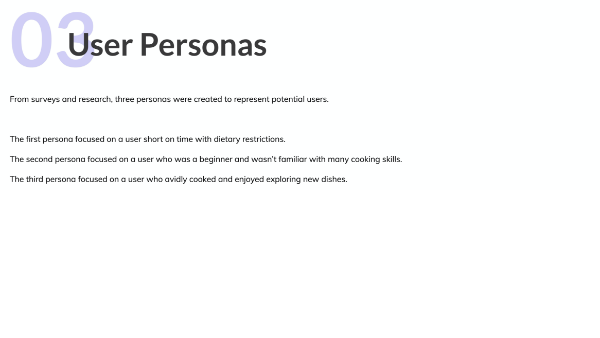 03
User Personas
From surveys and research, three personas were created to represent potential users.
The first persona focused on a user short on time with dietary restrictions.
The second persona focused on a user who was a beginner and wasn't familiar with many cooking skills.
The third persona focused on a user who avidly cooked and enjoyed exploring new dishes.